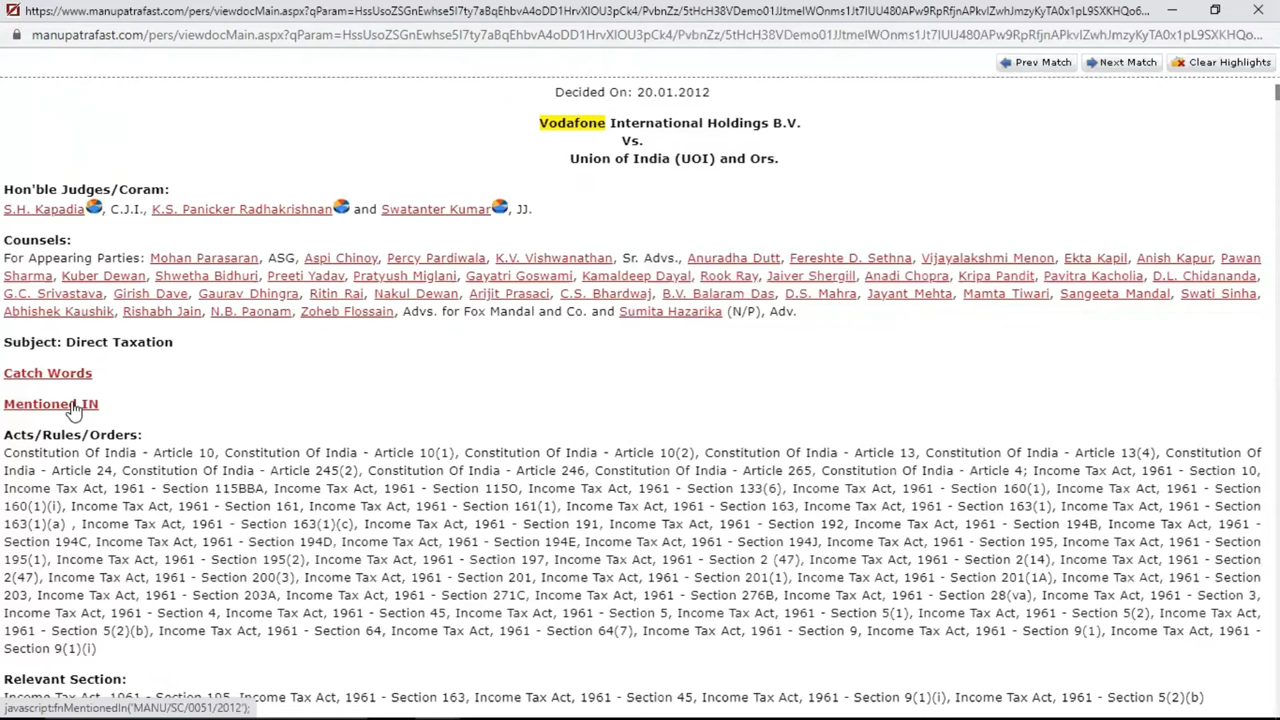 https://www.manupatrafast.com/pers/viewdocMain.aspx?qParam=HssUsoZSGnEwhse5I7ty7aBqEhbvA4oDD1HrvXIOU3pCk4/PvbnZz/5tHcH38VDemo01JJtmeIWOnms1Jt7IUU480APw9RpRfjnAPkvIZwhJmzyKyTA0x1pL9SXKHQo6...
manupatrafast.com/pers/viewdocMain.aspx?qParam=HssUsoZSGnEwhse5I7ty7aBqEhbvA4oDD1HrvXIOU3pCk4/PvbnZz/5tHcH38VDemo01JJtmeIWOnms1Jt7IUU480APw9RpRfjnAPkvIZwhJmzyKyTA0x1pL9SXKHQo...
Prev Match Next Match Clear Highlights
Decided On: 20.01.2012
Vodafone International Holdings B.V.
Vs.
Union of India (UOI) and Ors.
Hon'ble Judges/Coram:
S.H. Kapadia, C.J.I., K.S. Panicker Radhakrishnan and Swatanter Kumar, JJ.
Counsels:
For Appearing Parties: Mohan Parasaran, ASG, Aspi Chinoy, Percy Pardiwala, K.V. Vishwanathan, Sr. Advs., Anuradha Dutt, Fereshte D. Sethna, Vijayalakshmi Menon, Ekta Kapil, Anish Kapur, Pawan
Sharma, Kuber Dewan, Shwetha Bidhuri, Preeti Yadav, Pratyush Miglani, Gayatri Goswami, Kamaldeep Dayal, Rook Ray, Jaiver Shergill, Anadi Chopra, Kripa Pandit, Pavitra Kacholia, D.L. Chidananda,
G.C. Srivastava, Girish Dave, Gaurav Dhingra, Ritin Rai, Nakul Dewan, Arijit Prasaci, C.S. Bhardwaj, B.V. Balaram Das, D.S. Mahra, Jayant Mehta, Mamta Tiwari, Sangeeta Mandal, Swati Sinha,
Abhishek Kaushik, Rishabh Jain, N.B. Paonam, Zoheb Flossain, Advs. for Fox Mandal and Co. and Sumita Hazarika (N/P), Adv.
Subject: Direct Taxation
Catch Words
Mentioned IN
Acts/Rules/Orders:
Constitution Of India - Article 10, Constitution Of India - Article 10(1), Constitution Of India - Article 10(2), Constitution Of India - Article 13, Constitution Of India - Article 13(4), Constitution Of
India - Article 24, Constitution Of India - Article 245(2), Constitution Of India - Article 246, Constitution Of India - Article 265, Constitution Of India - Article 4; Income Tax Act, 1961 - Section 10,
Income Tax Act, 1961 - Section 115BBA, Income Tax Act, 1961 - Section 115O, Income Tax Act, 1961 - Section 133(6), Income Tax Act, 1961 - Section 160(1), Income Tax Act, 1961 - Section
160(1)(i), Income Tax Act, 1961 - Section 161, Income Tax Act, 1961 - Section 161(1), Income Tax Act, 1961 - Section 163, Income Tax Act, 1961 - Section 163(1), Income Tax Act, 1961 - Section
163(1)(a) , Income Tax Act, 1961 - Section 163(1)(c), Income Tax Act, 1961 - Section 191, Income Tax Act, 1961 - Section 192, Income Tax Act, 1961 - Section 194B, Income Tax Act, 1961 -
Section 194C, Income Tax Act, 1961 - Section 194D, Income Tax Act, 1961 - Section 194E, Income Tax Act, 1961 - Section 194J, Income Tax Act, 1961 - Section 195, Income Tax Act, 1961 - Section
195(1), Income Tax Act, 1961 - Section 195(2), Income Tax Act, 1961 - Section 197, Income Tax Act, 1961 - Section 2 (47), Income Tax Act, 1961 - Section 2(14), Income Tax Act, 1961 - Section
2(47), Income Tax Act, 1961 - Section 200(3), Income Tax Act, 1961 - Section 201, Income Tax Act, 1961 - Section 201(1), Income Tax Act, 1961 - Section 201(1A), Income Tax Act, 1961 - Section
203, Income Tax Act, 1961 - Section 203A, Income Tax Act, 1961 - Section 271C, Income Tax Act, 1961 - Section 276B, Income Tax Act, 1961 - Section 28(va), Income Tax Act, 1961 - Section 3,
Income Tax Act, 1961 - Section 4, Income Tax Act, 1961 - Section 45, Income Tax Act, 1961 - Section 5, Income Tax Act, 1961 - Section 5(1), Income Tax Act, 1961 - Section 5(2), Income Tax Act,
1961 - Section 5(2)(b), Income Tax Act, 1961 - Section 64, Income Tax Act, 1961 - Section 64(7), Income Tax Act, 1961 - Section 9, Income Tax Act, 1961 - Section 9(1), Income Tax Act, 1961 -
Section 9(1)(i)
Relevant Section:
Income Tax Act, 1961 - Section 195, Income Tax Act, 1961 - Section 163, Income Tax Act, 1961 - Section 45, Income Tax Act, 1961 - Section 9(1)(i), Income Tax Act, 1961 - Section 5(2)(b)
javascript:fnMentionedIn('MANU/SC/0051/2012');